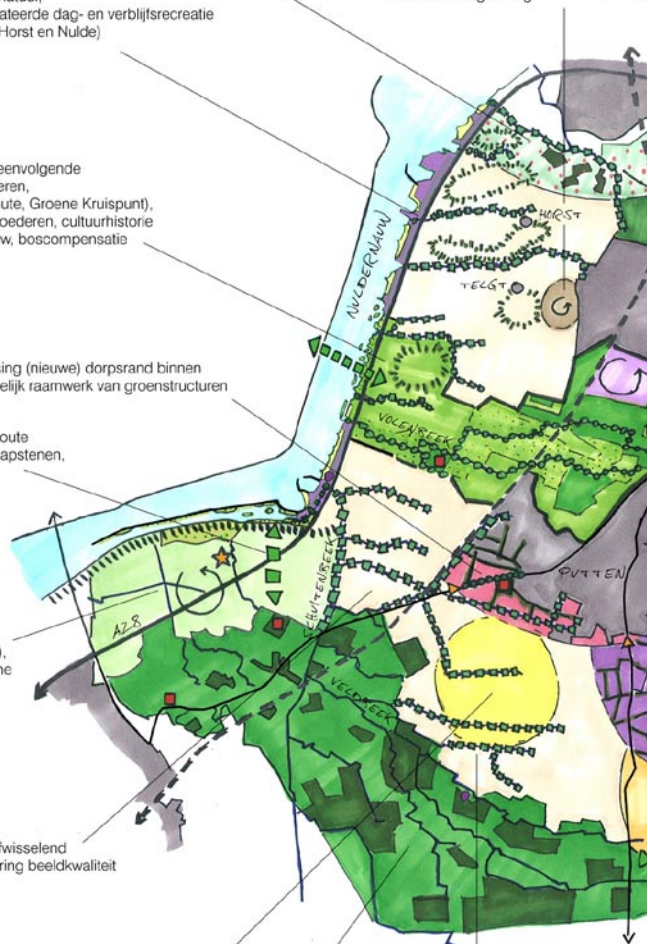 ateerde dag- en verblijfsrecreatie
Horst en Nulde)
eenvolgende
eren,
ute, Groene Kruispunt),
oederen, cultuurhistorie
w, boscompensatie
HORST
NULDERNAUW
TELGT
sing (nieuwe) dorpsrand binnen
elijk raamwerk van groenstructuren
VOLENBEEK
oute
apstenen,
SCHUITENBEEK
PUTTEN
A28
),
ne
VELDBEEK
fwisselend
ring beeldkwaliteit